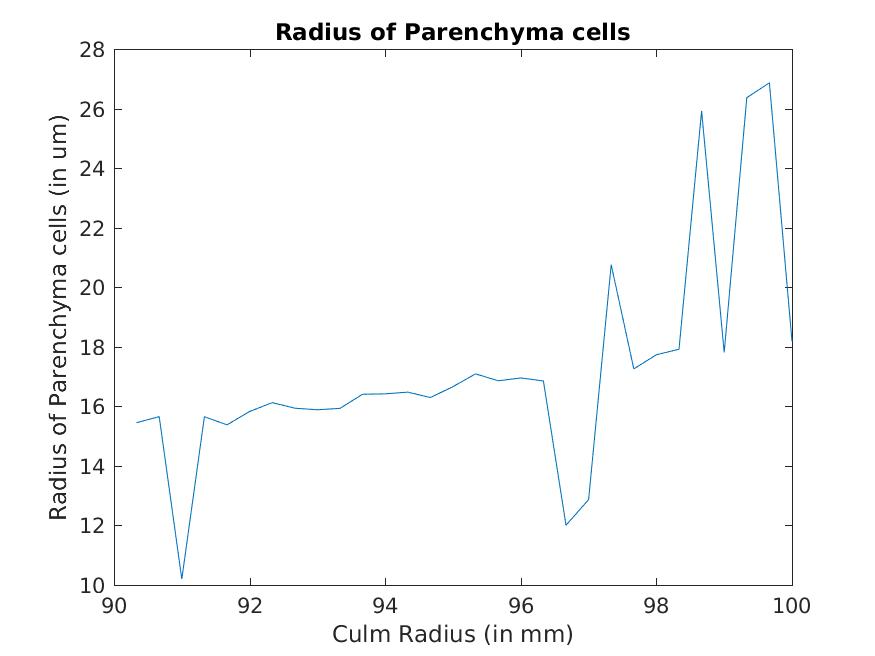 Radius of Parenchyma cells
Radius of Parenchyma cells (in um)
28
26
24
22
20
18
16
14
12
10
90 92 94 96 98 100
Culm Radius (in mm)